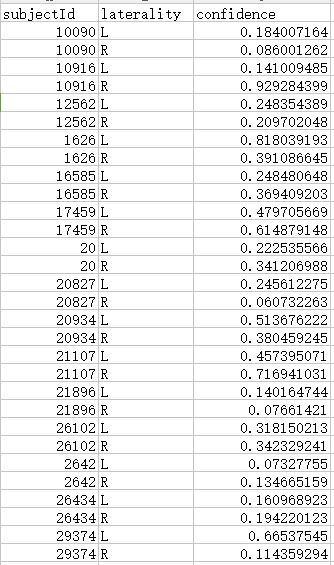 subjectId laterality confidence
10090 L 0.184007164
10090 R 0.086001262
10916 L 0.141009485
10916 R 0.929284399
12562 L 0.248354389
12562 R 0.209702048
1626 L 0.818039193
1626 R 0.391086645
16585 L 0.248480648
16585 R 0.369409203
17459 L 0.479705669
17459 R 0.614879148
20 L 0.222535566
20 R 0.341206988
20827 L 0.245612275
20827 R 0.060732263
20934 L 0.513676222
20934 R 0.380459245
21107 L 0.457395071
21107 R 0.716941031
21896 L 0.140164744
21896 R 0.07661421
26102 L 0.318150213
26102 R 0.342329241
2642 L 0.07327755
2642 R 0.134665159
26434 L 0.160968923
26434 R 0.194220123
29374 L 0.66537545
29374 R 0.114359294